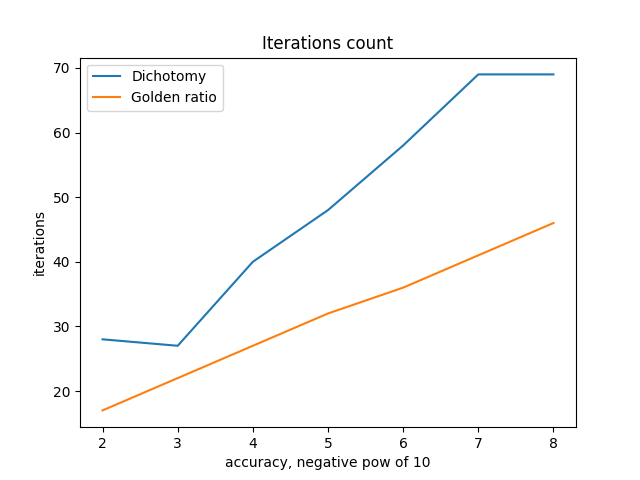 Iterations count
Dichotomy
Golden ratio
iterations
70
60
50
40
30
20
2 3 4 5 6 7 8
accuracy, negative pow of 10